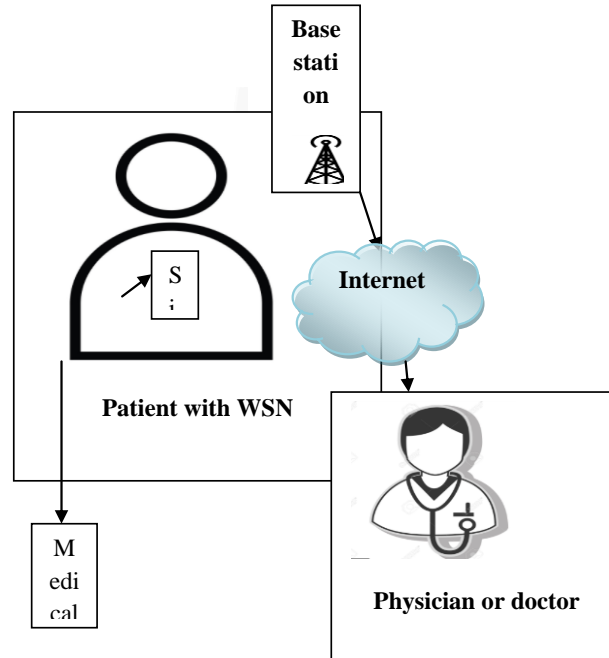 Base
stati
on
Internet
S
i
Patient with WSN
M
edi
cal
Physician or doctor